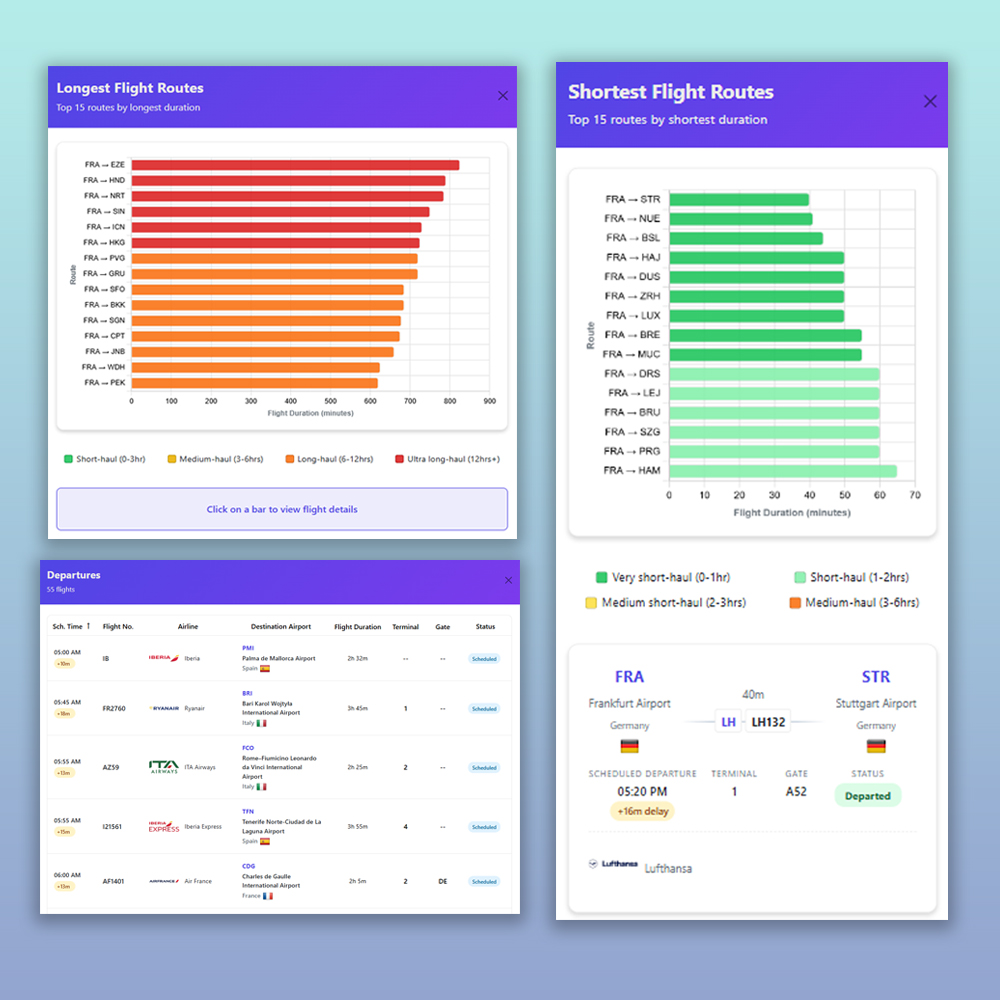 Longest Flight Routes
Top 15 routes by longest duration
Route
FRA → EZE
FRA → HND
FRA → NRT
FRA → SIN
FRA → ICN
FRA → HKG
FRA → PVG
FRA → GRU
FRA → SFO
FRA → BKK
FRA → SGN
FRA → CPT
FRA → JNB
FRA → WDH
FRA → PEK
0 100 200 300 400 500 600 700 800 900
Flight Duration (minutes)
Short-haul (0-3hr) Medium-haul (3-6hrs) Long-haul (6-12hrs) Ultra long-haul (12hrs+)
Click on a bar to view flight details
Departures
55 flights
Sch. Time ↑ Flight No. Airline Destination Airport Flight Duration Terminal Gate Status
PMI
05:00 AM IB IBERIA Iberia Palma de Mallorca Airport 2h 32m -- -- Scheduled
+10m
Spain
BRI
05:45 AM FR2760 RYANAIR Ryanair Bari Karol Wojtyla 3h 45m 1 -- Scheduled
+18m International Airport
Italy
FCO
05:55 AM AZ59 ITA AIRWAYS ITA Airways Rome–Fiumicino Leonardo 2h 25m 2 -- Scheduled
+13m da Vinci International
Airport
Italy
TFN
05:55 AM I21561 IBERIA EXPRESS Iberia Express Tenerife Norte-Ciudad de La 3h 55m 4 -- Scheduled
+15m Laguna Airport
Spain
CDG
06:00 AM AF1401 AIRFRANCE Air France Charles de Gaulle 2h 5m 2 DE Scheduled
+13m International Airport
France
Shortest Flight Routes
Top 15 routes by shortest duration
Route
FRA → STR
FRA → NUE
FRA → BSL
FRA → HAJ
FRA → DUS
FRA → ZRH
FRA → LUX
FRA → BRE
FRA → MUC
FRA → DRS
FRA → LEJ
FRA → BRU
FRA → SZG
FRA → PRG
FRA → HAM
0 10 20 30 40 50 60 70
Flight Duration (minutes)
Very short-haul (0-1hr) Short-haul (1-2hrs)
Medium short-haul (2-3hrs) Medium-haul (3-6hrs)
FRA STR
40m
Frankfurt Airport Stuttgart Airport
LH LH132
Germany Germany
SCHEDULED DEPARTURE TERMINAL GATE STATUS
05:20 PM 1 A52 Departed
+16m delay
Lufthansa Lufthansa